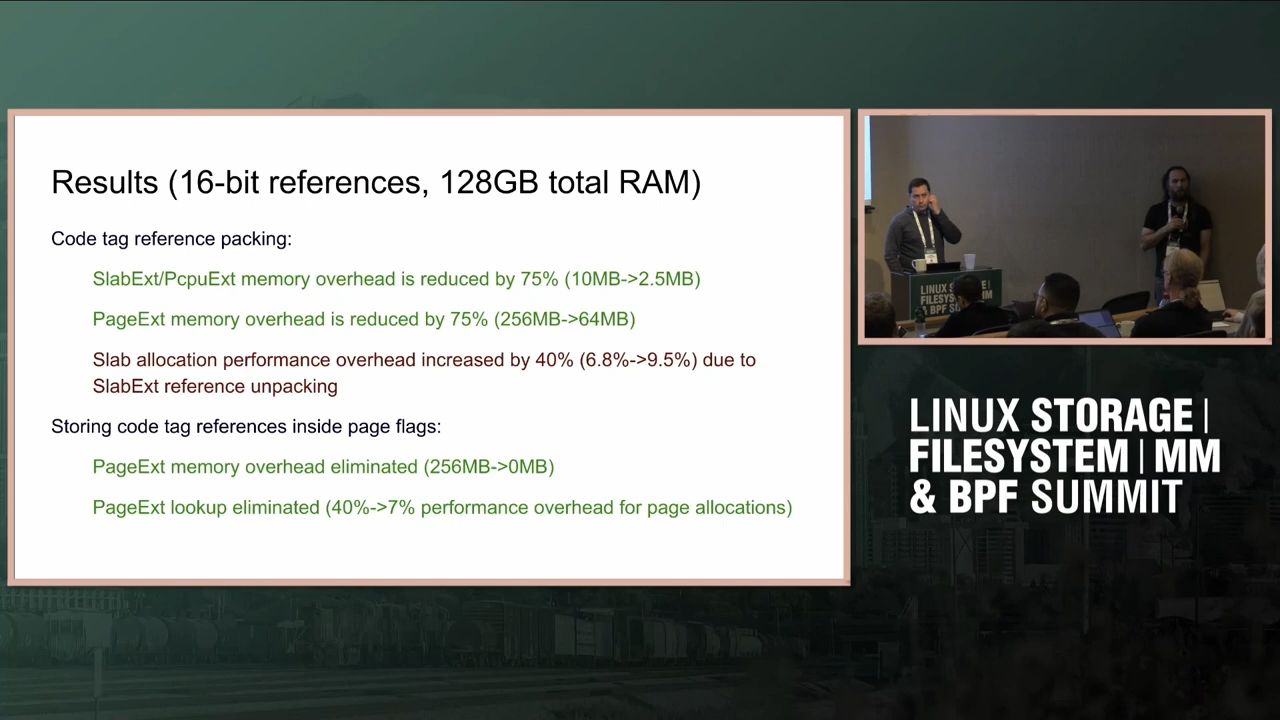 Results (16-bit references, 128GB total RAM)
Code tag reference packing:
SlabExt/PcpuExt memory overhead is reduced by 75% (10MB->2.5MB)
PageExt memory overhead is reduced by 75% (256MB->64MB)
Slab allocation performance overhead increased by 40% (6.8%->9.5%) due to
SlabExt reference unpacking
Storing code tag references inside page flags:
PageExt memory overhead eliminated (256MB->0MB)
PageExt lookup eliminated (40%->7% performance overhead for page allocations)
LINUX STORAGE |
FILESYSTEM | MM
& BPF SUMMIT
LINUX
FILESYS MM
& BPF